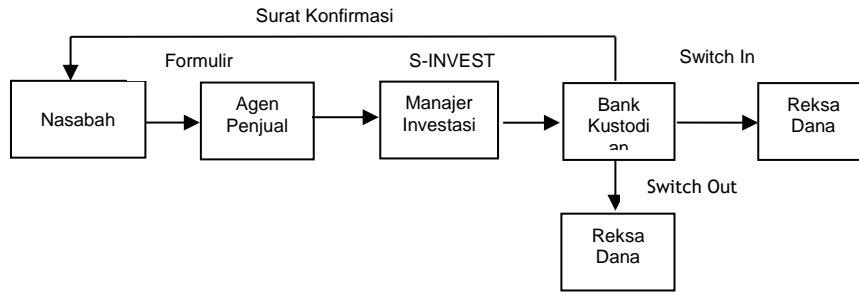 Surat Konfirmasi
Formulir
S-INVEST
Switch In
Nasabah
Agen
Penjual
Manajer
Investasi
Bank
Kustodi
an
Reksa
Dana
Switch Out
Reksa
Dana